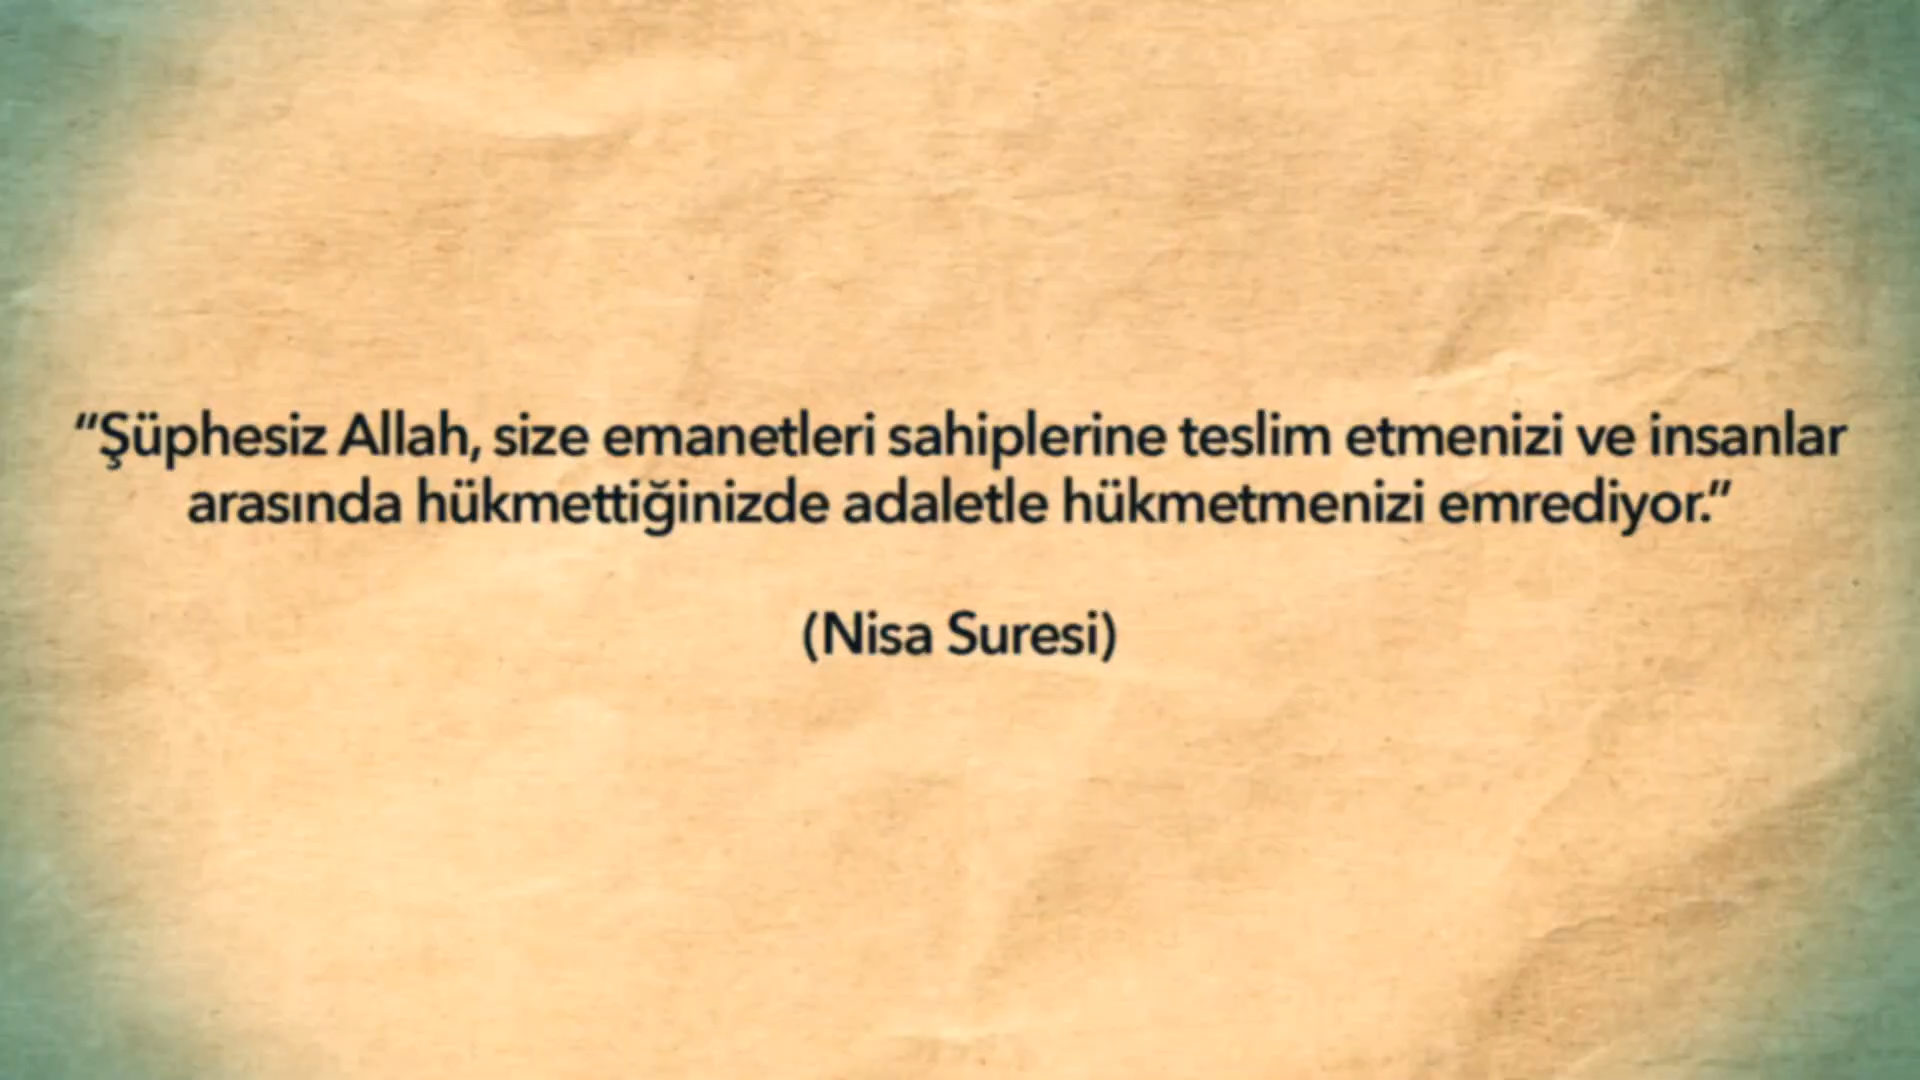 “Şüphesiz Allah, size emanetleri sahiplerine teslim etmenizi ve insanlar
arasında hükmettiğinizde adaletle hükmetmenizi emrediyor.”
(Nisa Suresi)